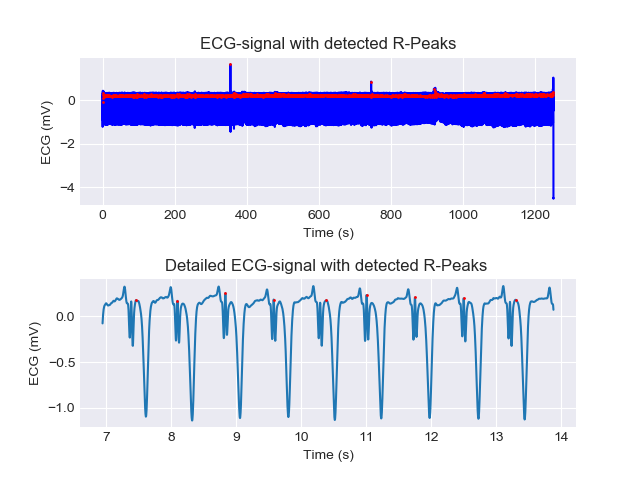 ECG-signal with detected R-Peaks
ECG (mV)
0
−2
−4
0 200 400 600 800 1000 1200
Time (s)
Detailed ECG-signal with detected R-Peaks
ECG (mV)
0.0
−0.5
−1.0
7 8 9 10 11 12 13 14
Time (s)